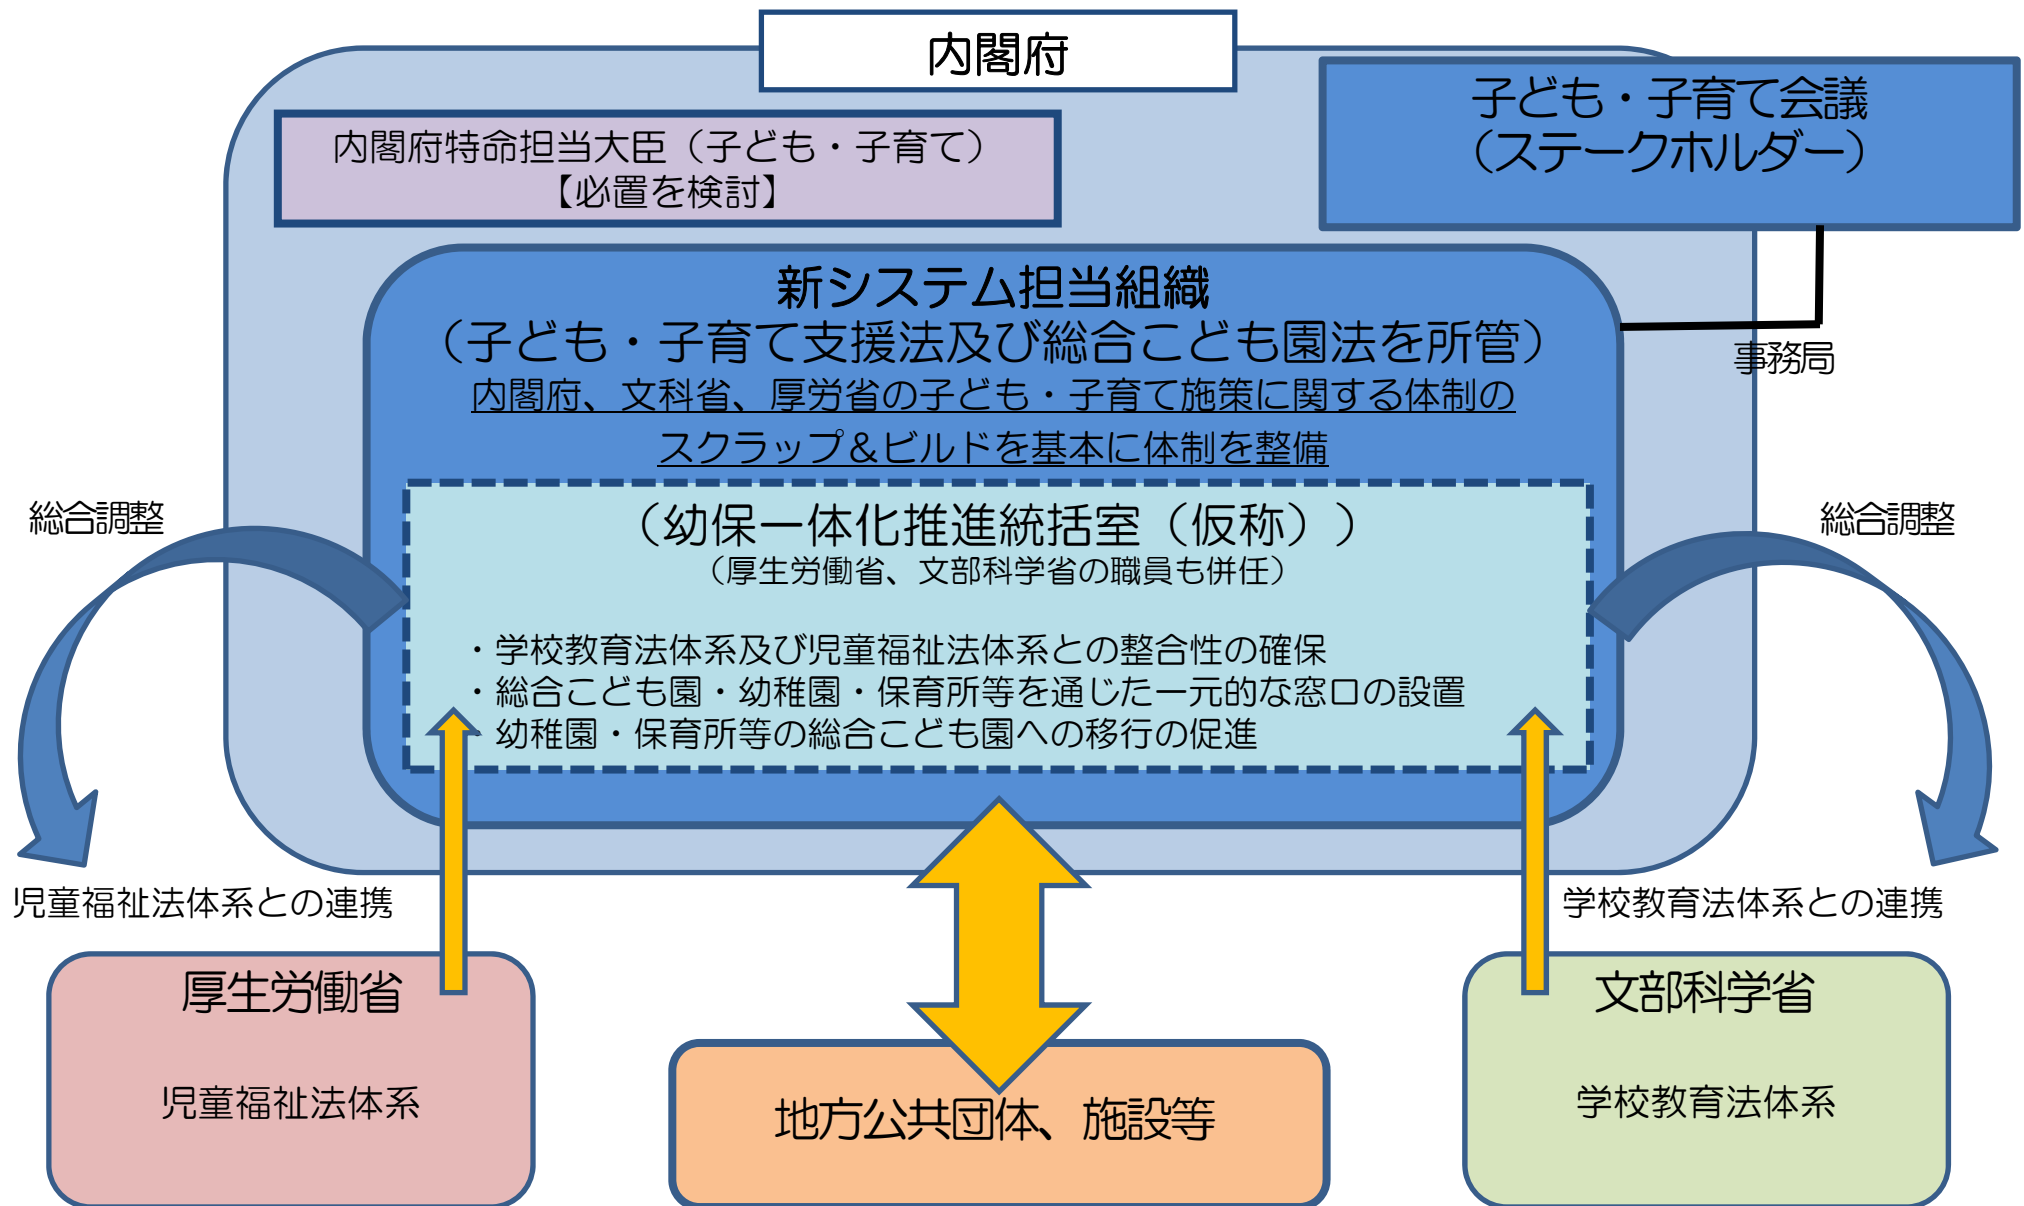 内閣府
子ども・子育て会議
（ステークホルダー）
内閣府特命担当大臣（子ども・子育て）
【必置を検討】
新システム担当組織
（子ども・子育て支援法及び総合こども園法を所管）
事務局
内閣府、文科省、厚労省の子ども・子育て施策に関する体制の
スクラップ＆ビルドを基本に体制を整備
総合調整
総合調整
（幼保一体化推進統括室（仮称））
（厚生労働省、文部科学省の職員も併任）
・学校教育法体系及び児童福祉法体系との整合性の確保
・総合こども園・幼稚園・保育所等を通じた一元的な窓口の設置
・幼稚園・保育所等の総合こども園への移行の促進
児童福祉法体系との連携
学校教育法体系との連携
厚生労働省
児童福祉法体系
地方公共団体、施設等
文部科学省
学校教育法体系